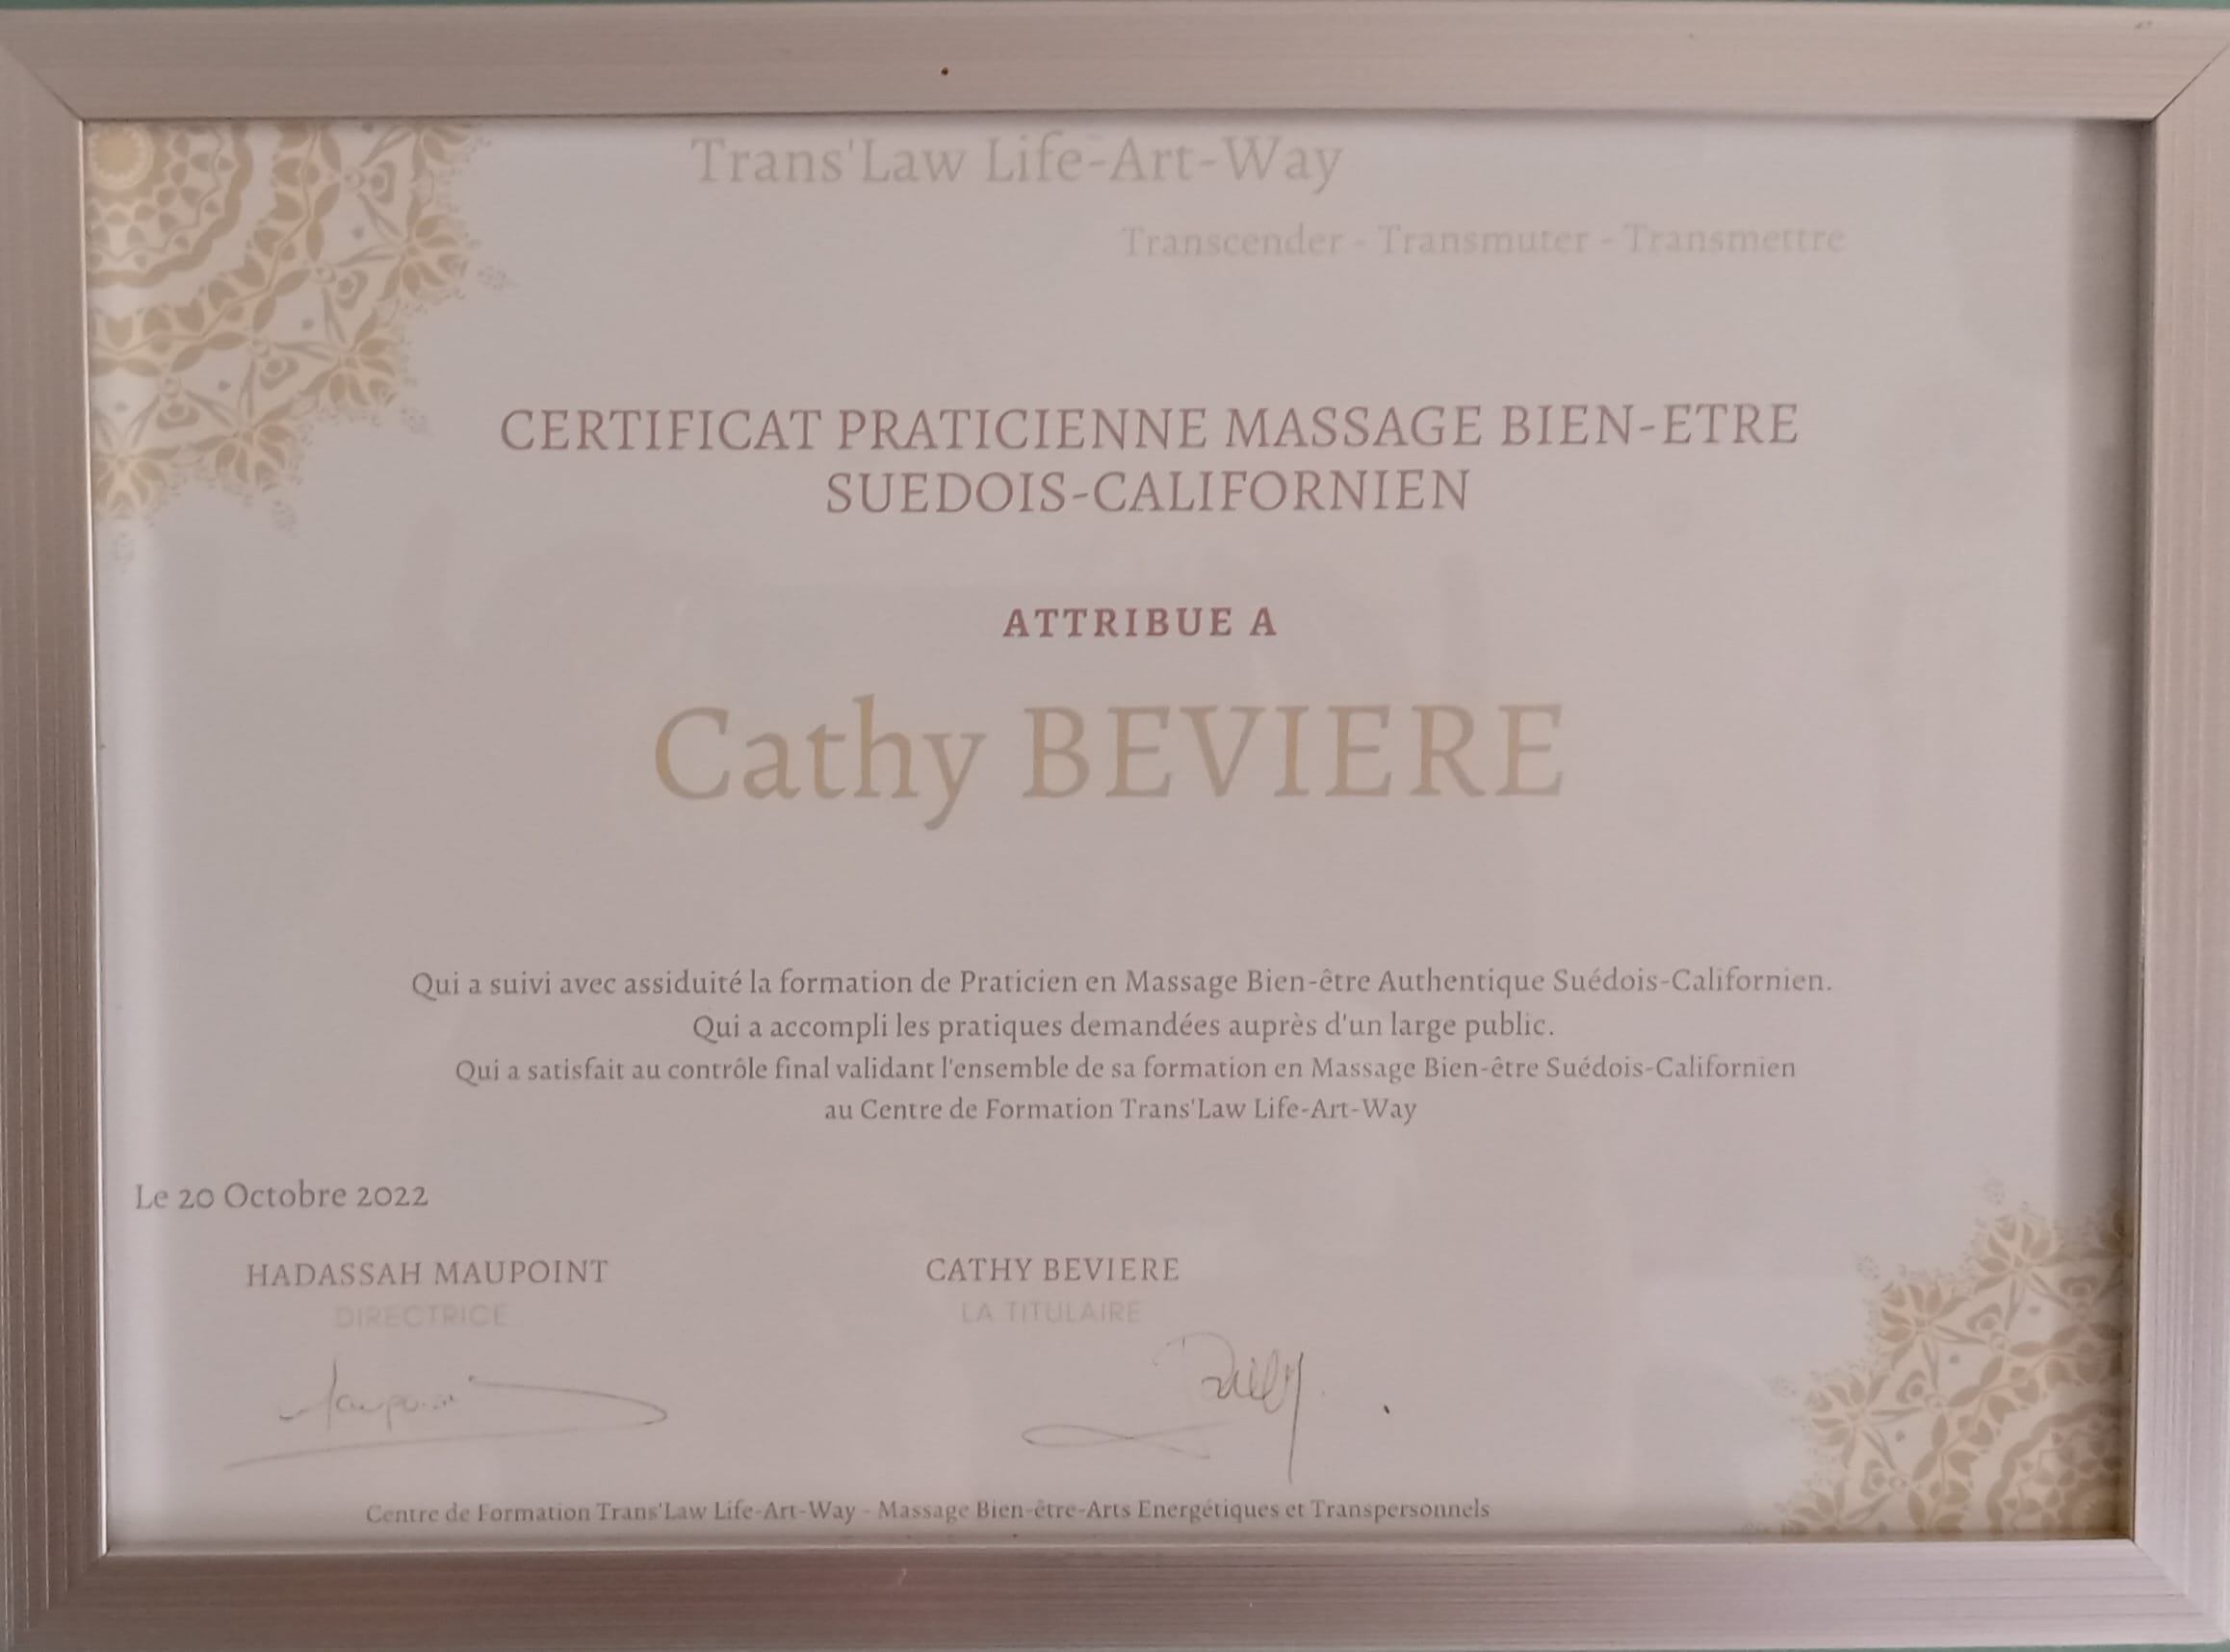 Trans'Law Life-Art-Way
Transcender - Transmuter - Transmettre
CERTIFICAT PRATICIENNE MASSAGE BIEN-ETRE
SUEDOIS-CALIFORNIEN
ATTRIBUE A
Cathy BEVIERE
Qui a suivi avec assiduité la formation de Praticien en Massage Bien-être Authentique Suédois-Californien.
Qui a accompli les pratiques demandées auprès d'un large public.
Qui a satisfait au contrôle final validant l'ensemble de sa formation en Massage Bien-être Suédois-Californien
au Centre de Formation Trans'Law Life-Art-Way
Le 20 Octobre 2022
HADASSAH MAUPOINT
DIRECTRICE
CATHY BEVIERE
LA TITULAIRE
Centre de Formation Trans'Law Life-Art-Way - Massage Bien-être-Arts Energétiques et Transpersonnels